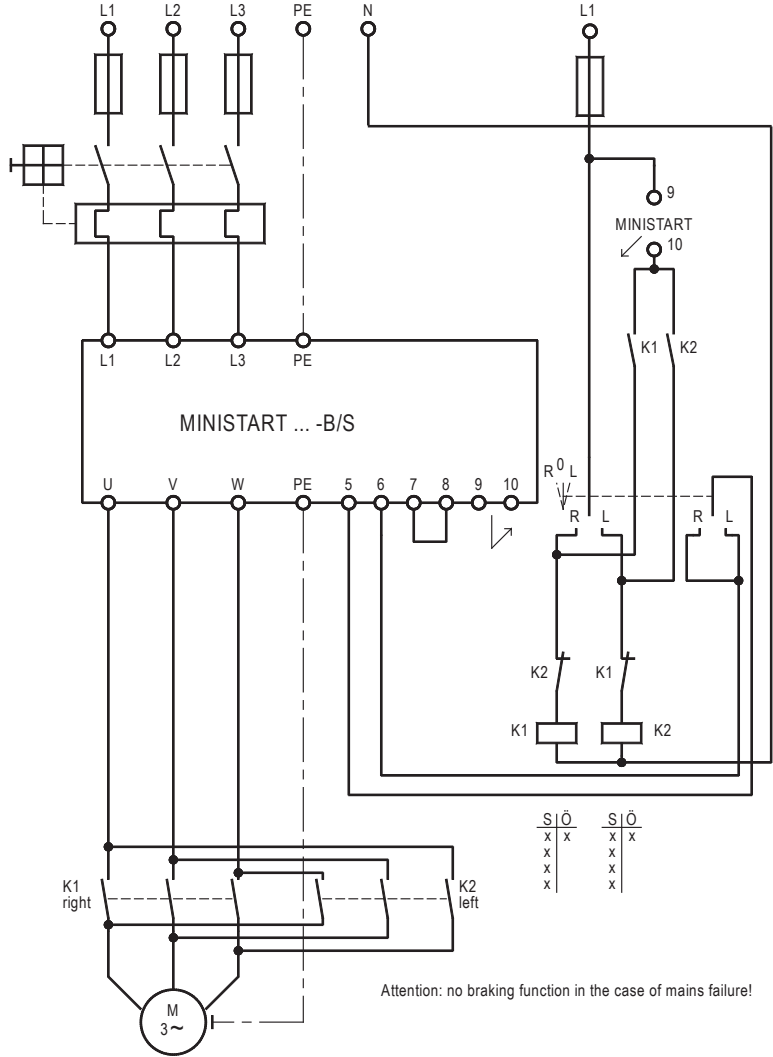 L1 L2 L3 PE N L1
9
MINISTART
10
K1 K2
L1 L2 L3 PE
MINISTART ... -B/S
U V W PE 5 6 7 8 9 10
R 0 L
R L R L
K2 K1
K1 K2
S Ö S Ö
x x x x
x x
x x
x x
K1
right
K2
left
Attention: no braking function in the case of mains failure!
M
3 ~